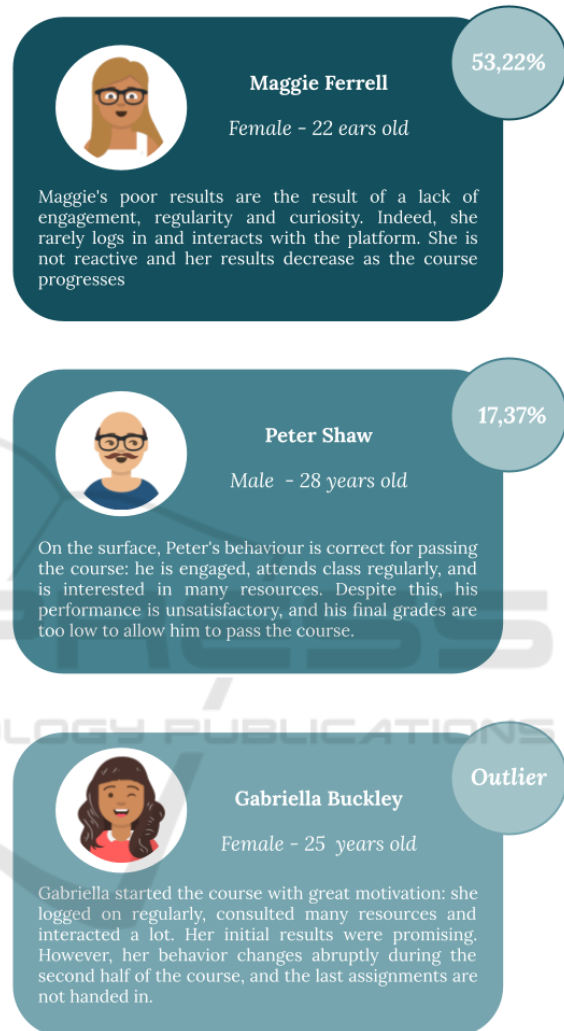 53,22%
Maggie Ferrell
Female - 22 ears old
Maggie's poor results are the result of a lack of
engagement, regularity and curiosity. Indeed, she
rarely logs in and interacts with the platform. She is
not reactive and her results decrease as the course
progresses
17,37%
Peter Shaw
Male - 28 years old
On the surface, Peter's behaviour is correct for passing
the course: he is engaged, attends class regularly, and
is interested in many resources. Despite this, his
performance is unsatisfactory, and his final grades are
too low to allow him to pass the course.
PRESS
OLOGY PUBLICATIONS
Outlier
Gabriella Buckley
Female - 25 years old
Gabriella started the course with great motivation: she
logged on regularly, consulted many resources and
interacted a lot. Her initial results were promising.
However, her behavior changes abruptly during the
second half of the course, and the last assignments are
not handed in.